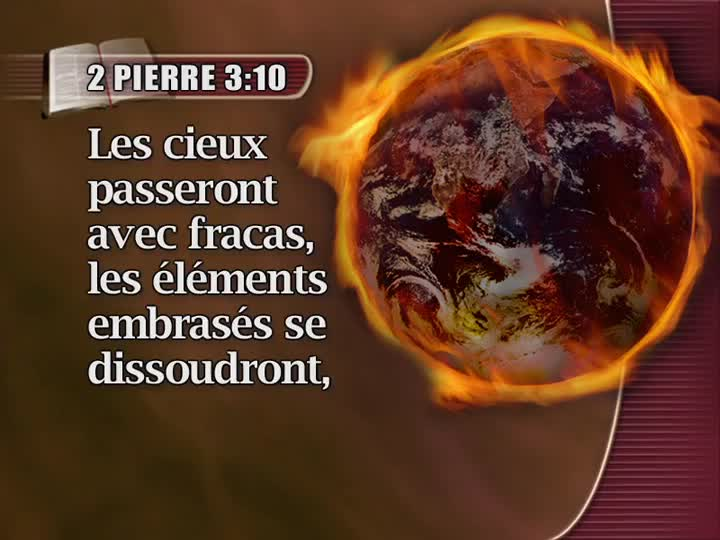 2 PIERRE 3:10
Les cieux
passeront
avec fracas,
les éléments
embrasés se
dissoudront,